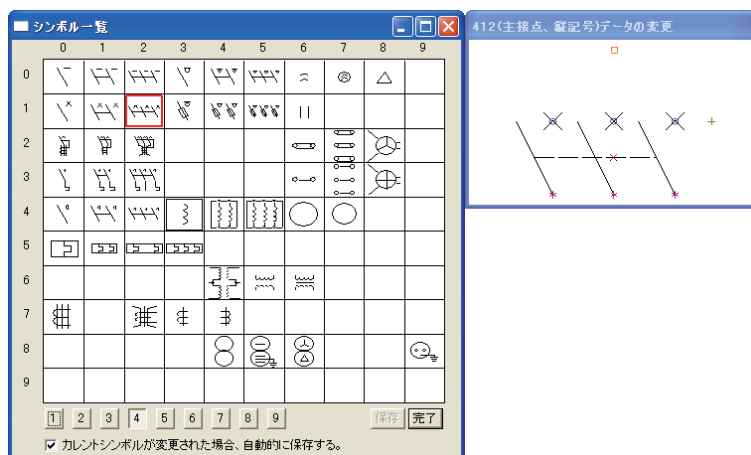 シンボル一覧
0 1 2 3 4 5 6 7 8 9
0
1
2
3
4
5
6
7
8
9
1 2 3 4 5 6 7 8 9 保存 完了
カレントシンボルが変更された場合、自動的に保存する。
412(主接点、縦記号)データの変更